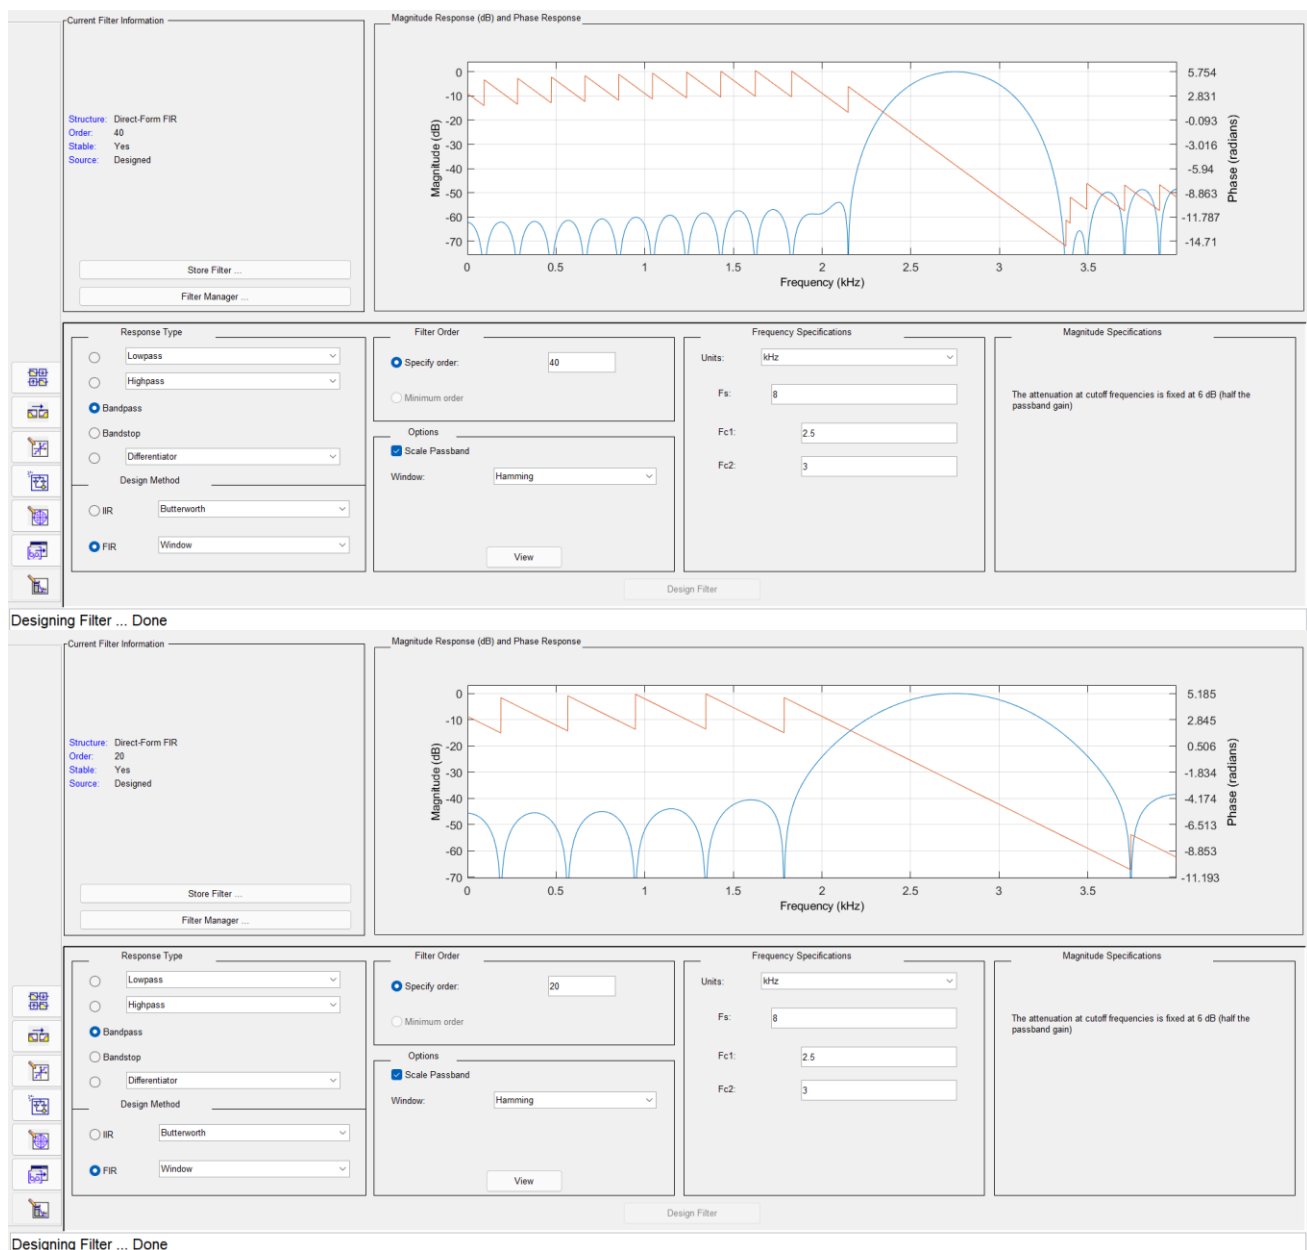 Current Filter Information
Structure: Direct-Form FIR
Order: 40
Stable: Yes
Source: Designed
Store Filter ...
Filter Manager ...
Magnitude Response (dB) and Phase Response
Magnitude (dB)
0
-10
-20
-30
-40
-50
-60
-70
0 0.5 1 1.5 2 2.5 3 3.5
Frequency (kHz)
5.754
2.831
-0.093
-3.016
-5.94
-8.863
-11.787
-14.71
Phase (radians)
Response Type
Lowpass
Highpass
Bandpass
Bandstop
Differentiator
Design Method
IIR Butterworth
FIR Window
Filter Order
Specify order: 40
Minimum order
Options
Scale Passband
Window: Hamming
View
Frequency Specifications
Units: kHz
Fs: 8
Fc1: 2.5
Fc2: 3
Magnitude Specifications
The attenuation at cutoff frequencies is fixed at 6 dB (half the
passband gain)
Design Filter
Designing Filter ... Done
Current Filter Information
Structure: Direct-Form FIR
Order: 20
Stable: Yes
Source: Designed
Store Filter ...
Filter Manager ...
Magnitude Response (dB) and Phase Response
Magnitude (dB)
0
-10
-20
-30
-40
-50
-60
-70
0 0.5 1 1.5 2 2.5 3 3.5
Frequency (kHz)
5.185
2.845
0.506
-1.834
-4.174
-6.513
-8.853
-11.193
Phase (radians)
Response Type
Lowpass
Highpass
Bandpass
Bandstop
Differentiator
Design Method
IIR Butterworth
FIR Window
Filter Order
Specify order: 20
Minimum order
Options
Scale Passband
Window: Hamming
View
Frequency Specifications
Units: kHz
Fs: 8
Fc1: 2.5
Fc2: 3
Magnitude Specifications
The attenuation at cutoff frequencies is fixed at 6 dB (half the
passband gain)
Design Filter
Designing Filter ... Done